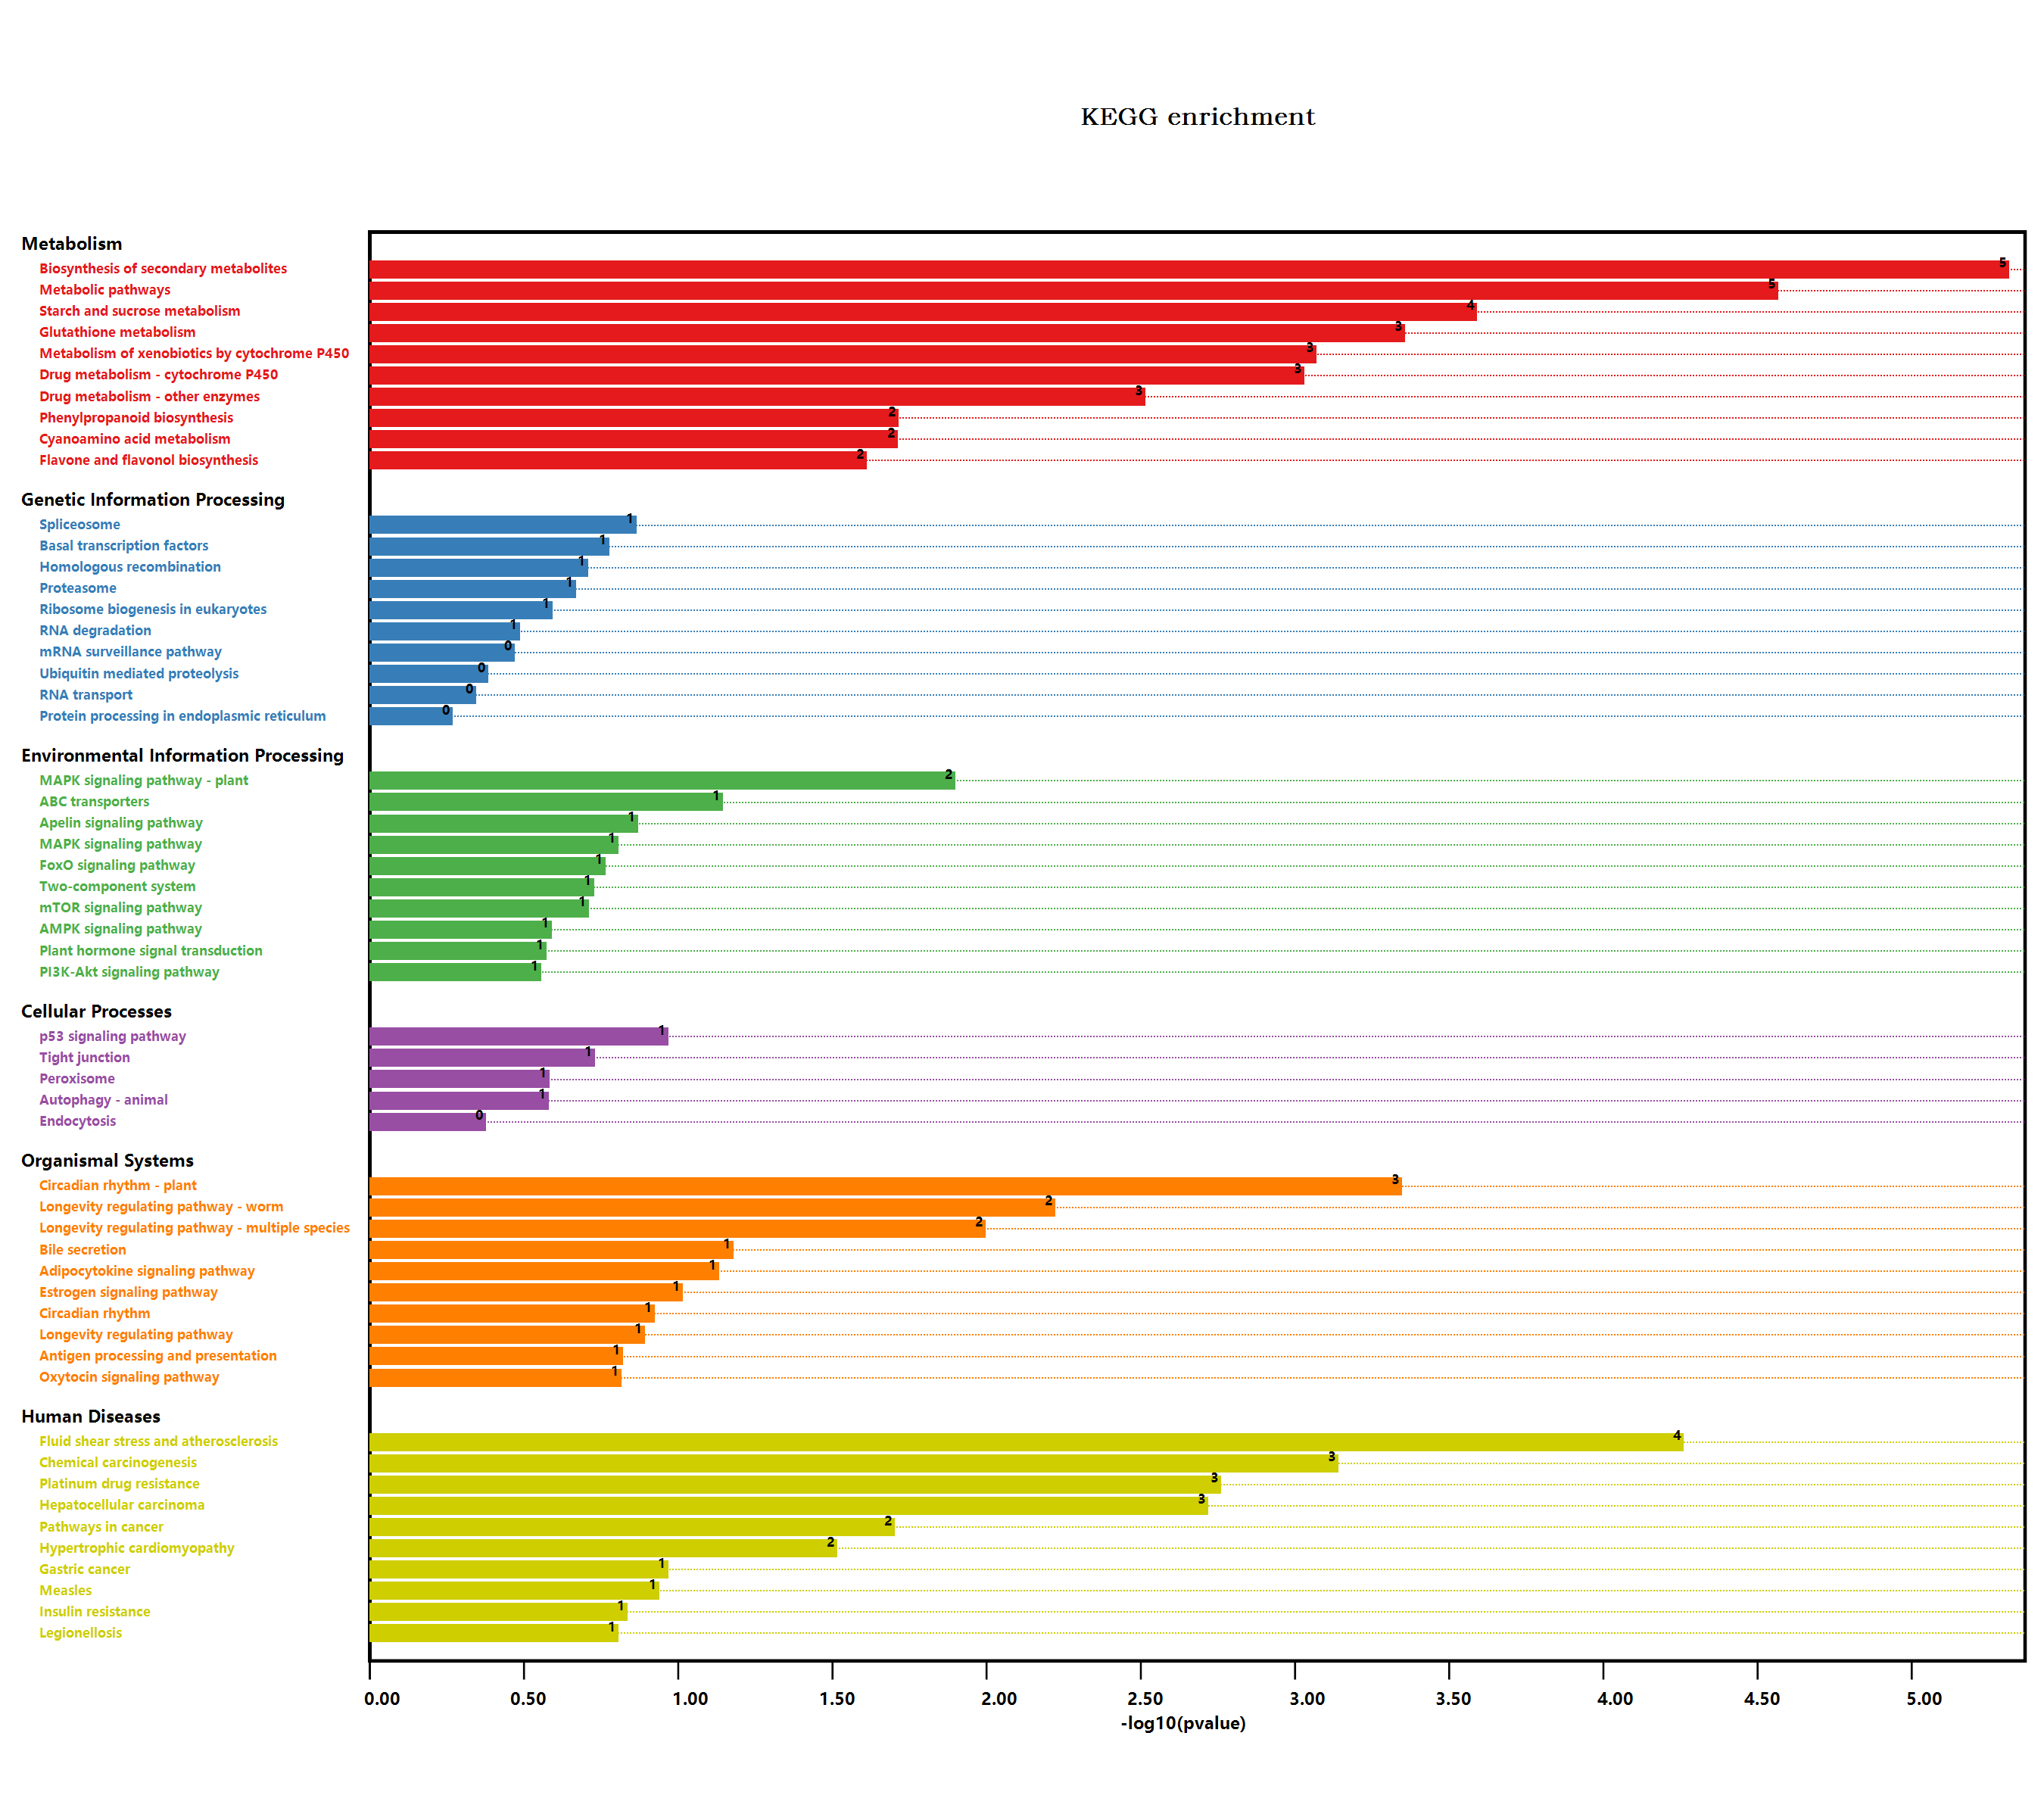 KEGG enrichment
Metabolism
Biosynthesis of secondary metabolites 5
Metabolic pathways 5
Starch and sucrose metabolism 4
Glutathione metabolism 3
Metabolism of xenobiotics by cytochrome P450 3
Drug metabolism - cytochrome P450 3
Drug metabolism - other enzymes 3
Phenylpropanoid biosynthesis 2
Cyanoamino acid metabolism 2
Flavone and flavonol biosynthesis 2
Genetic Information Processing
Spliceosome 1
Basal transcription factors 1
Homologous recombination 1
Proteasome 1
Ribosome biogenesis in eukaryotes 1
RNA degradation 1
mRNA surveillance pathway 0
Ubiquitin mediated proteolysis 0
RNA transport 0
Protein processing in endoplasmic reticulum 0
Environmental Information Processing
MAPK signaling pathway - plant 2
ABC transporters 1
Apelin signaling pathway 1
MAPK signaling pathway 1
FoxO signaling pathway 1
Two-component system 1
mTOR signaling pathway 1
AMPK signaling pathway 1
Plant hormone signal transduction 1
PI3K-Akt signaling pathway 1
Cellular Processes
p53 signaling pathway 1
Tight junction 1
Peroxisome 1
Autophagy - animal 1
Endocytosis 0
Organismal Systems
Circadian rhythm - plant 3
Longevity regulating pathway - worm 2
Longevity regulating pathway - multiple species 2
Bile secretion 1
Adipocytokine signaling pathway 1
Estrogen signaling pathway 1
Circadian rhythm 1
Longevity regulating pathway 1
Antigen processing and presentation 1
Oxytocin signaling pathway 1
Human Diseases
Fluid shear stress and atherosclerosis 4
Chemical carcinogenesis 3
Platinum drug resistance 3
Hepatocellular carcinoma 3
Pathways in cancer 2
Hypertrophic cardiomyopathy 2
Gastric cancer 1
Measles 1
Insulin resistance 1
Legionellosis 1
0.00 0.50 1.00 1.50 2.00 2.50 3.00 3.50 4.00 4.50 5.00
-log10(pvalue)